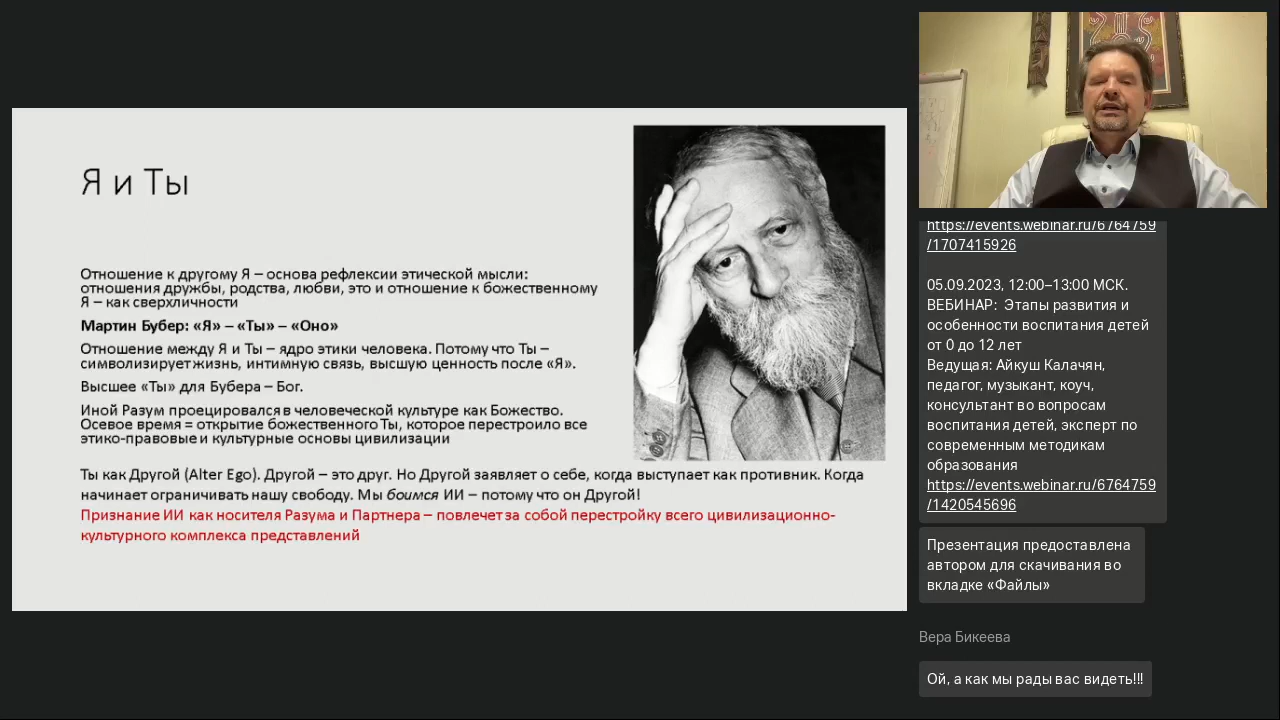 Я и Ты
Отношение к другому Я – основа рефлексии этической мысли:
отношения дружбы, родства, любви, это и отношение к божественному
Я – как сверхличности
Мартин Бубер: «Я» – «Ты» – «Оно»
Отношение между Я и Ты – ядро этики человека. Потому что Ты –
символизирует жизнь, интимную связь, высшую ценность после «Я».
Высшее «Ты» для Бубера – Бог.
Иной Разум проецировался в человеческой культуре как Божество.
Осевое время = открытие божественного Ты, которое перестроило все
этико-правовые и культурные основы цивилизации
Ты как Другой (Alter Ego). Другой – это друг. Но Другой заявляет о себе, когда выступает как противник. Когда
начинает ограничивать нашу свободу. Мы боимся ИИ – потому что он Другой!
Признание ИИ как носителя Разума и Партнера – повлечет за собой перестройку всего цивилизационно-
культурного комплекса представлений
https://events.webinar.ru/6764759
/1707415926
05.09.2023, 12:00–13:00 МСК.
ВЕБИНАР: Этапы развития и
особенности воспитания детей
от 0 до 12 лет
Ведущая: Айкуш Калачян,
педагог, музыкант, коуч,
консультант во вопросам
воспитания детей, эксперт по
современным методикам
образования
https://events.webinar.ru/6764759
/1420545696
Презентация предоставлена
автором для скачивания во
вкладке «Файлы»
Вера Бикеева
Ой, а как мы рады вас видеть!!!